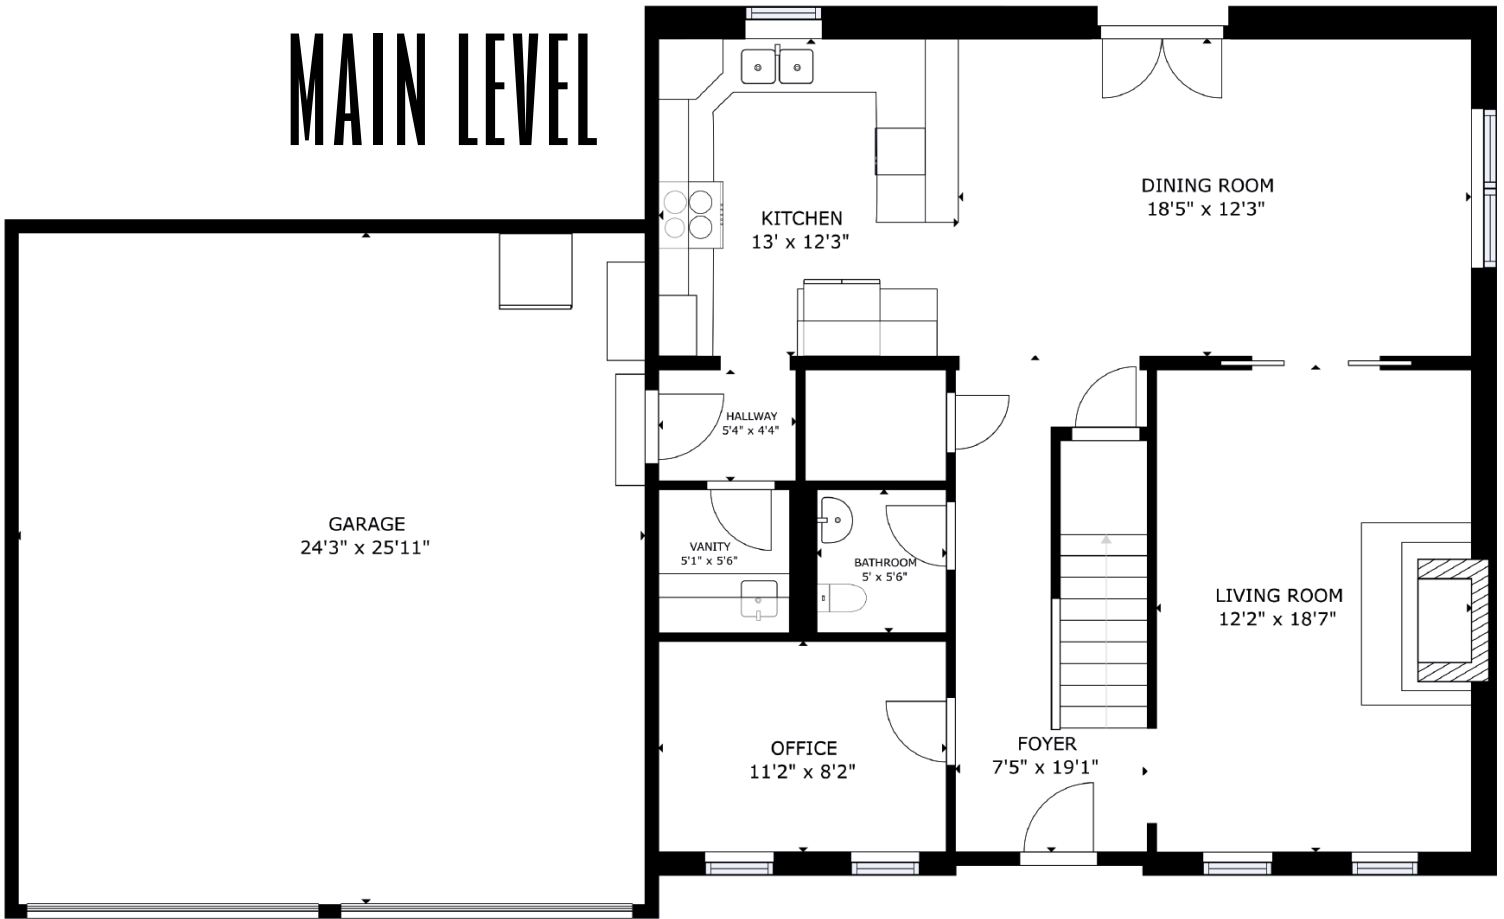 MAIN LEVEL
DINING ROOM
18'5" x 12'3"
KITCHEN
13' x 12'3"
HALLWAY
5'4" x 4'4"
GARAGE
24'3" x 25'11"
VANITY
5'1" x 5'6"
BATHROOM
5' x 5'6"
LIVING ROOM
12'2" x 18'7"
OFFICE
11'2" x 8'2"
FOYER
7'5" x 19'1"